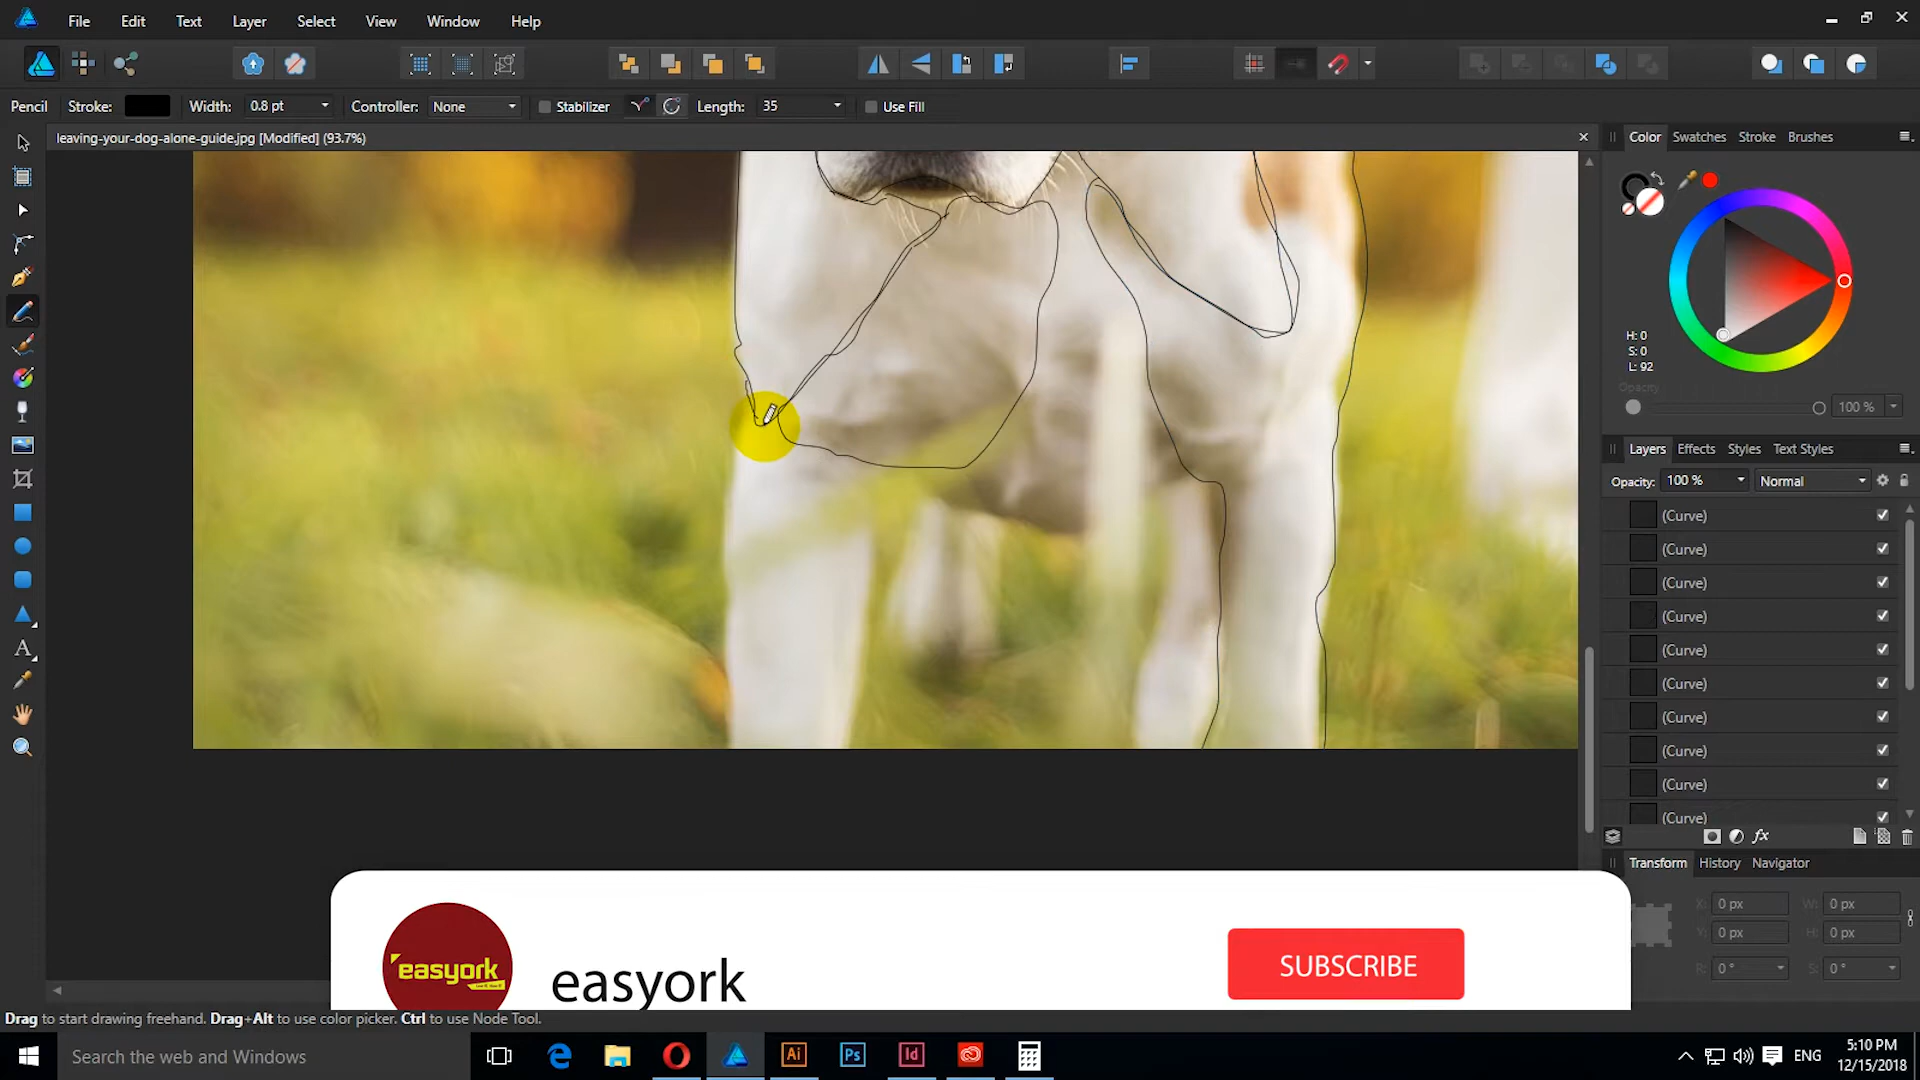 File Edit Text Layer Select View Window Help
Pencil Stroke: Width: 0.8 pt Controller: None Stabilizer Length: 35 Use Fill
leaving-your-dog-alone-guide.jpg [Modified] (93.7%)
Color Swatches Stroke Brushes
H: 0
S: 0
L: 92
Opacity
100 %
Layers Effects Styles Text Styles
Opacity: 100 % Normal
(Curve)
(Curve)
(Curve)
(Curve)
(Curve)
(Curve)
(Curve)
(Curve)
(Curve)
(Curve)
fx
Transform History Navigator
X: 0 px W: 0 px
Y: 0 px H: 0 px
R: 0 ° S: 0 °
easyork
easyork
SUBSCRIBE
Drag to start drawing freehand. Drag+Alt to use color picker. Ctrl to use Node Tool.
Search the web and Windows
Ai Ps Id
ENG
5:10 PM
12/15/2018